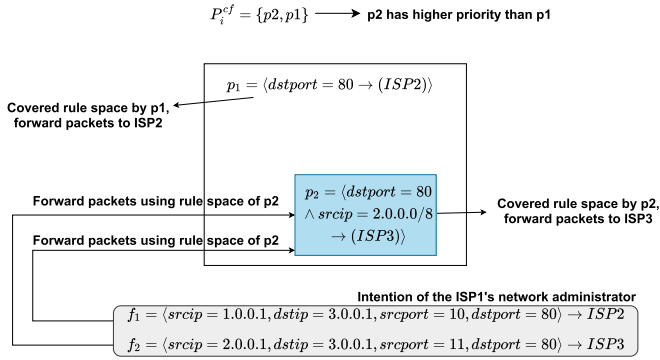 P_i^{cf} = {p2, p1} → p2 has higher priority than p1
p_1 = ⟨dstport = 80 → (ISP2)⟩
Covered rule space by p1,
forward packets to ISP2
p_2 = ⟨dstport = 80
∧ srcip = 2.0.0.0/8
→ (ISP3)⟩
Forward packets using rule space of p2
Covered rule space by p2,
forward packets to ISP3
Forward packets using rule space of p2
Intention of the ISP1's network administrator
f_1 = ⟨srcip = 1.0.0.1, dstip = 3.0.0.1, srcport = 10, dstport = 80⟩ → ISP2
f_2 = ⟨srcip = 2.0.0.1, dstip = 3.0.0.1, srcport = 11, dstport = 80⟩ → ISP3